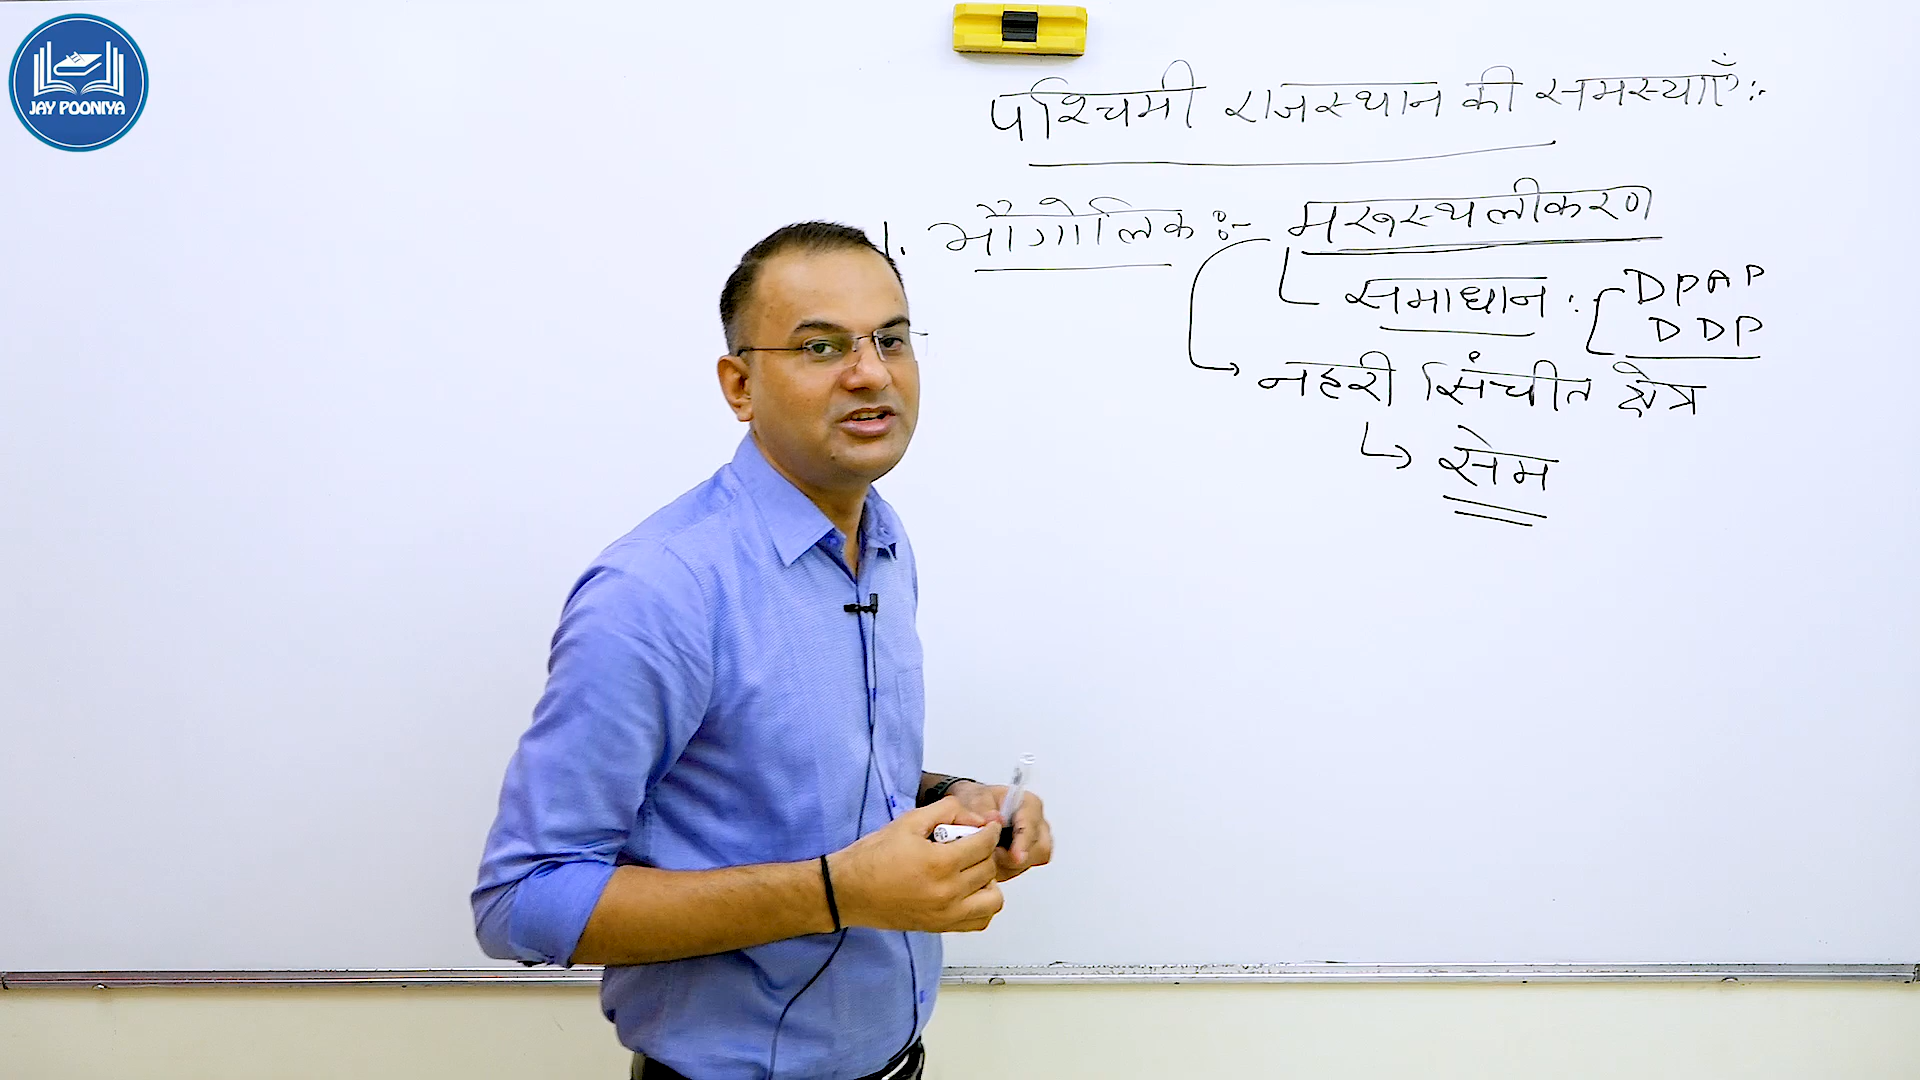 JAY POONIYA
पश्चिमी राजस्थान की समस्याएँ:-
1. भौगोलिक :- मरुस्थलीकरण
समाधान : DPAP
DDP
नहरी सिंचीत क्षेत्र
सेम